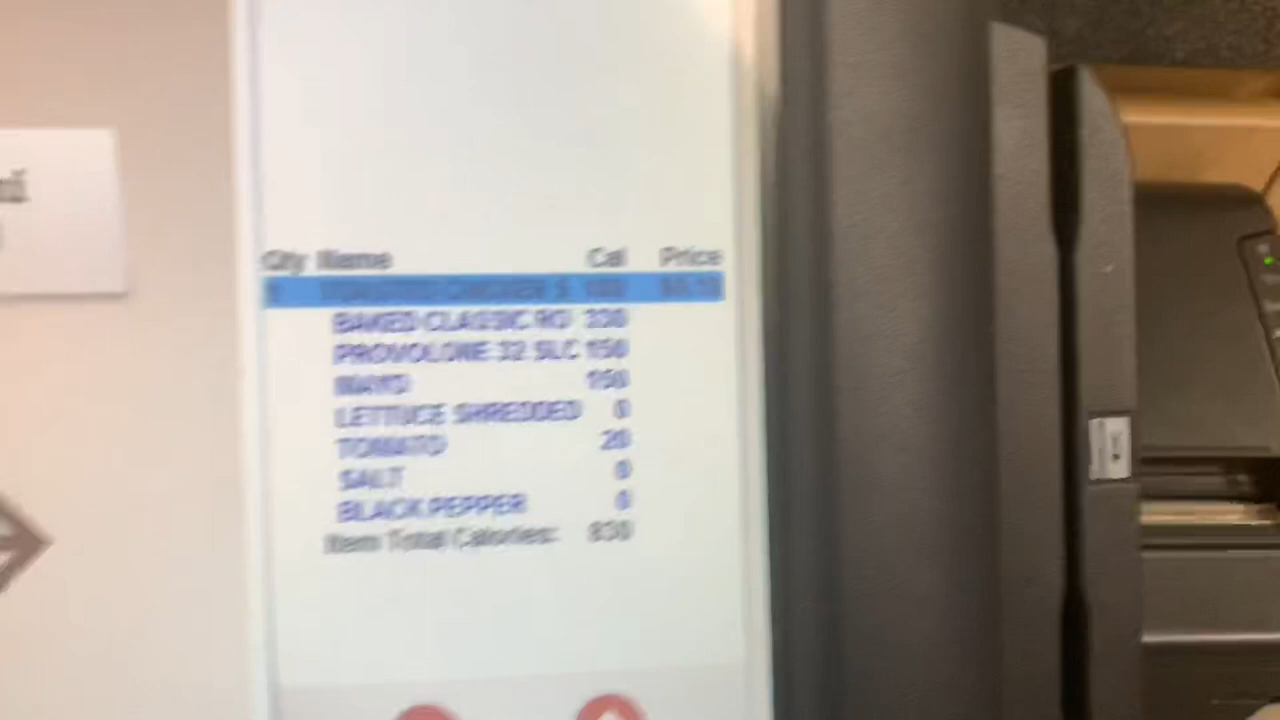 Qty Name Cal Price
BAKED CLASSIC RO 330
PROVOLONE 32 SLC 150
MAYO 150
LETTUCE SHREDDED 0
TOMATO 20
SALT 0
BLACK PEPPER 0
Item Total Calories: 830